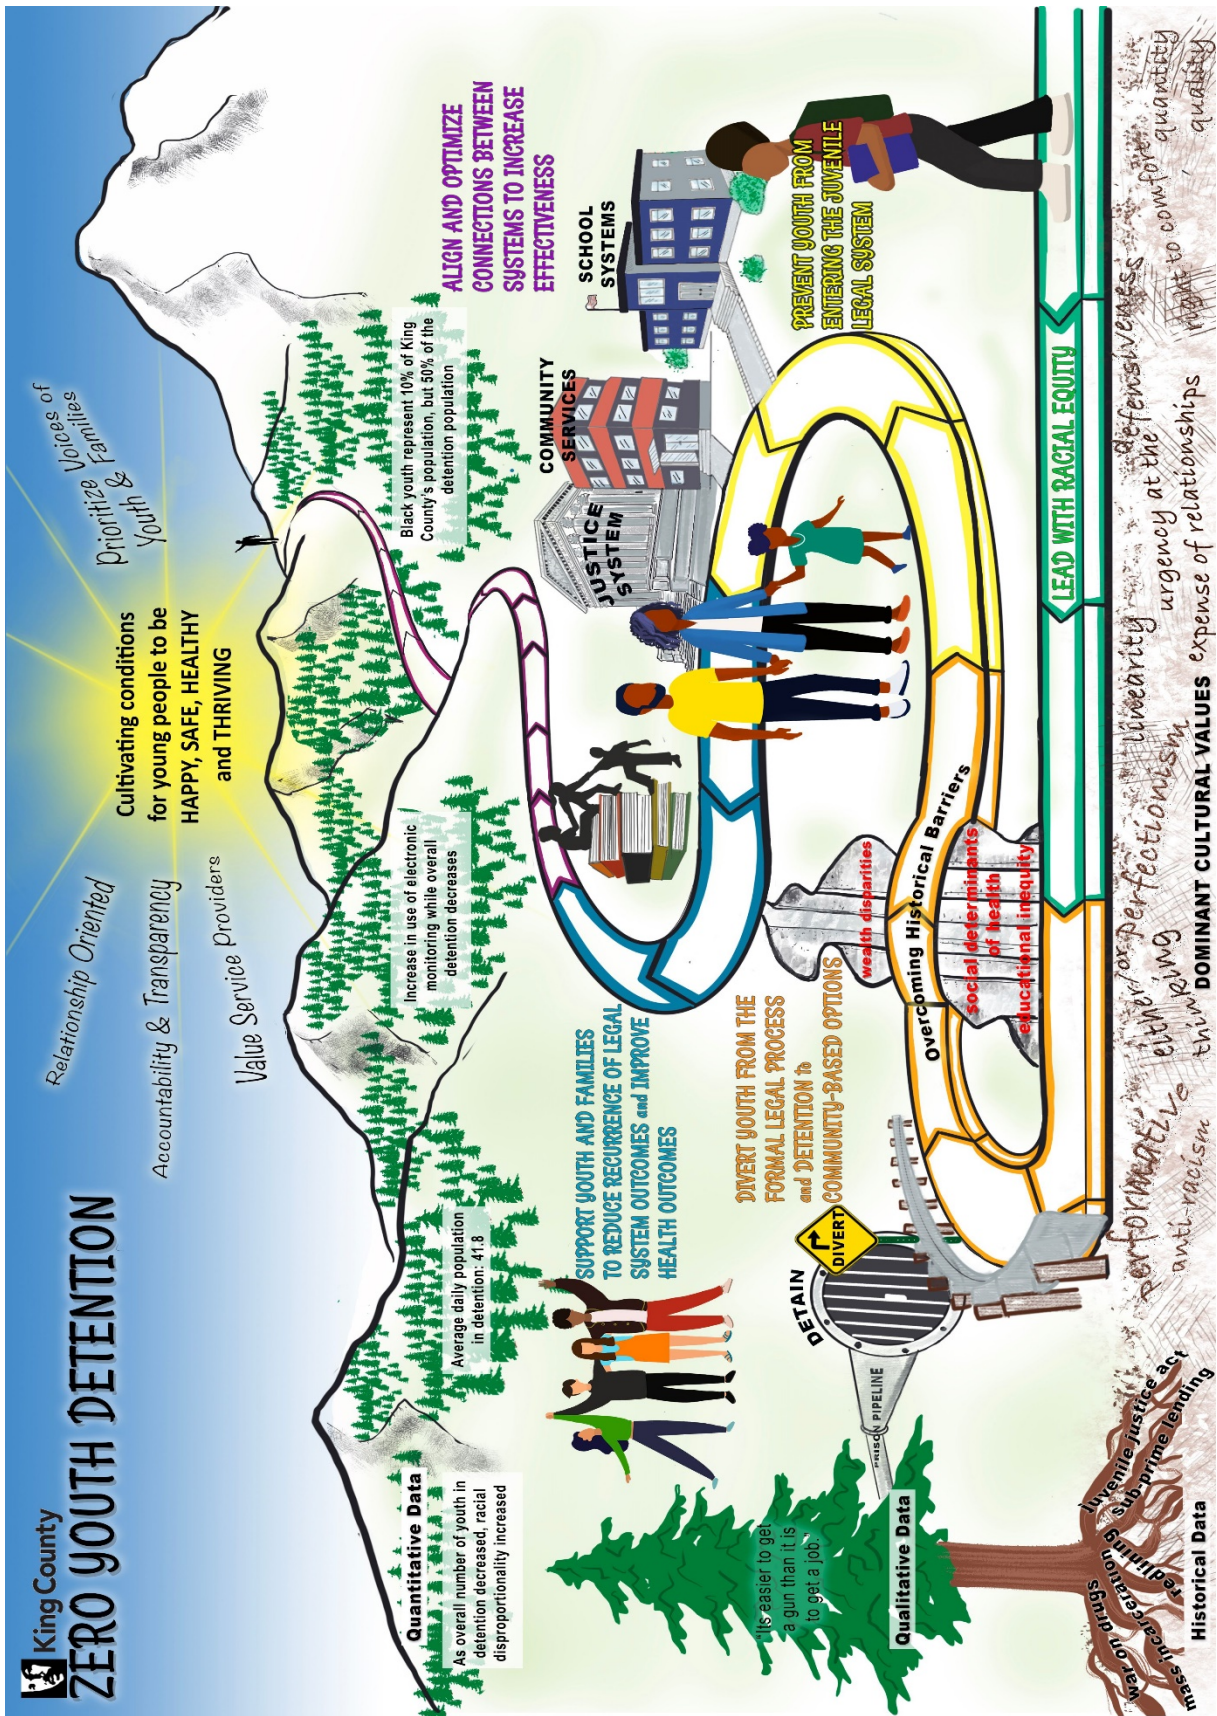 King County
ZERO YOUTH DETENTION
Relationship Oriented
Accountability & Transparency
Value Service Providers
Cultivating conditions
for young people to be
HAPPY, SAFE, HEALTHY
and THRIVING
Prioritize Voices of
Youth & Families
Quantitative Data
As overall number of youth in
detention decreased, racial
disproportionality increased
Average daily population
in detention: 41.8
Increase in use of electronic
monitoring while overall
detention decreases
Black youth represent 10% of King
County's population, but 50% of the
detention population
ALIGN AND OPTIMIZE
CONNECTIONS BETWEEN
SYSTEMS TO INCREASE
EFFECTIVENESS
SUPPORT YOUTH AND FAMILIES
TO REDUCE RECURRENCE OF LEGAL
SYSTEM OUTCOMES and IMPROVE
HEALTH OUTCOMES
JUSTICE
SYSTEM
COMMUNITY
SERVICES
SCHOOL
SYSTEMS
"Its easier to get
a gun than it is
to get a job."
Qualitative Data
PRISON PIPELINE
DETAIN
DIVERT
DIVERT YOUTH FROM THE
FORMAL LEGAL PROCESS
and DETENTION to
COMMUNITY-BASED OPTIONS
PREVENT YOUTH FROM
ENTERING THE JUVENILE
LEGAL SYSTEM
wealth disparities
Overcoming Historical Barriers
social determinants
of health
educational inequity
LEAD WITH RACIAL EQUITY
war on drugs
mass incarceration
redlining
Juvenile justice act
sub-prime lending
Historical Data
performative
anti racism
either or
thinking
perfectionism
linearity
urgency at the
expense of relationships
defensiveness
right to comfort
quantity
quality
DOMINANT CULTURAL VALUES